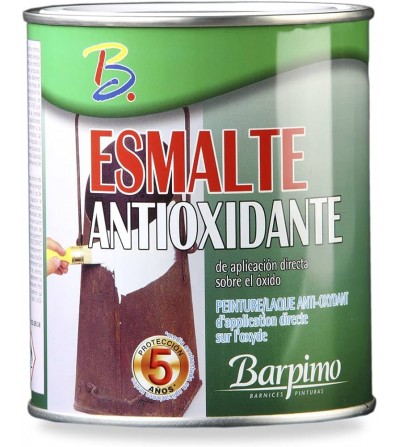 B.
ESMALTE
ANTIOXIDANTE
de aplicación directa
sobre el óxido
PEINTURE/LAQUE ANTI-OXYDANT
d'application directe
sur l'oxyde
PROTECCIÓN
5
AÑOS*
Barpimo
BARNICES PINTURAS